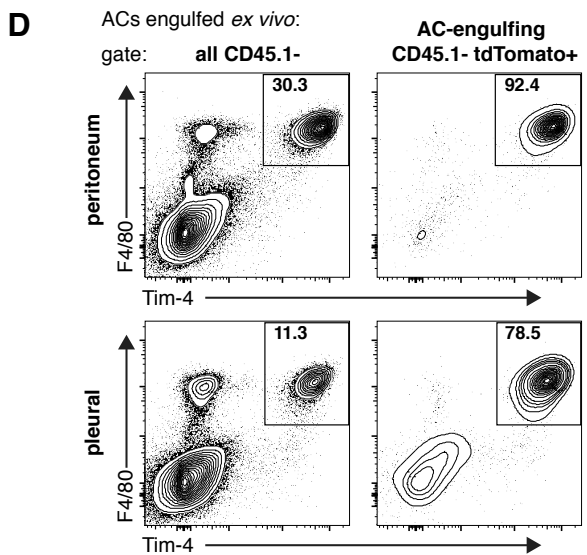 D
ACs engulfed ex vivo:
AC-engulfing
gate: all CD45.1- CD45.1- tdTomato+
30.3
92.4
peritoneum
F4/80
Tim-4
11.3
78.5
pleural
F4/80
Tim-4